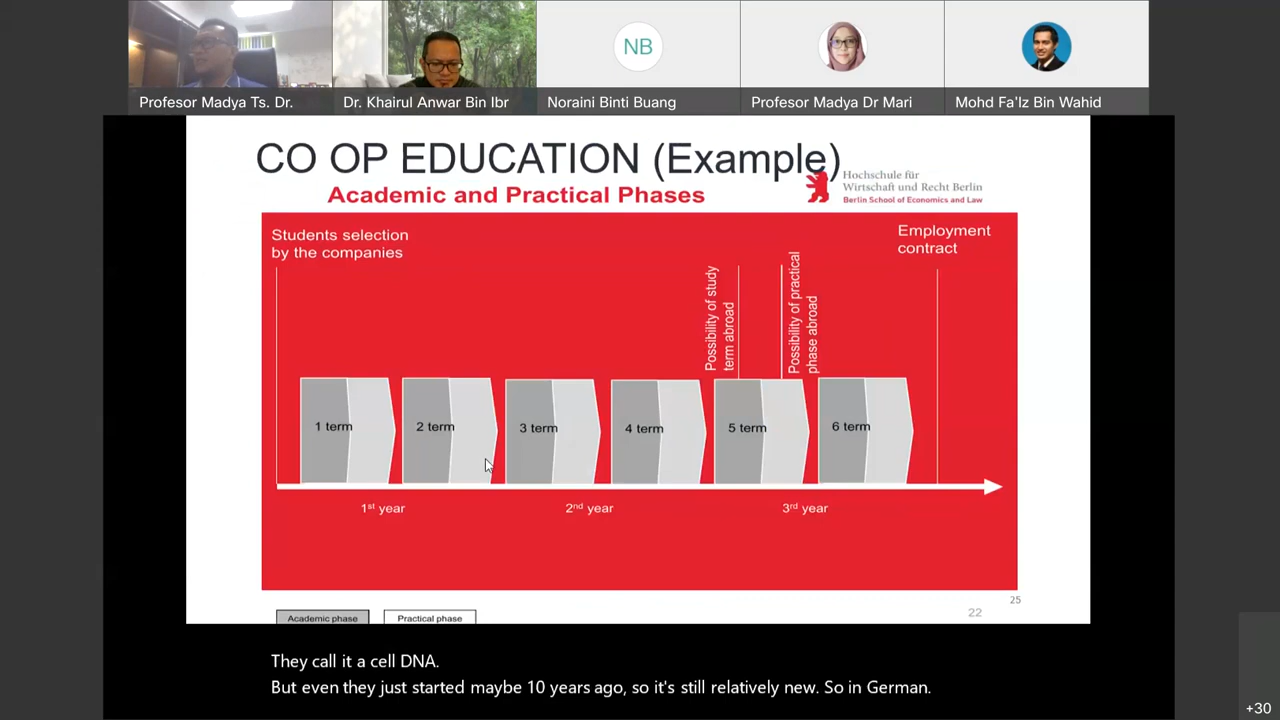 NB
Profesor Madya Ts. Dr.
Dr. Khairul Anwar Bin Ibr
Noraini Binti Buang
Profesor Madya Dr Mari
Mohd Fa'Iz Bin Wahid
CO OP EDUCATION (Example)
Academic and Practical Phases
Hochschule für
Wirtschaft und Recht Berlin
Berlin School of Economics and Law
Students selection
by the companies
Employment
contract
Possibility of study
term abroad
Possibility of practical
phase abroad
1 term
2 term
3 term
4 term
5 term
6 term
1st year
2nd year
3rd year
25
22
Academic phase
Practical phase
They call it a cell DNA.
But even they just started maybe 10 years ago, so it's still relatively new. So in German.
+30